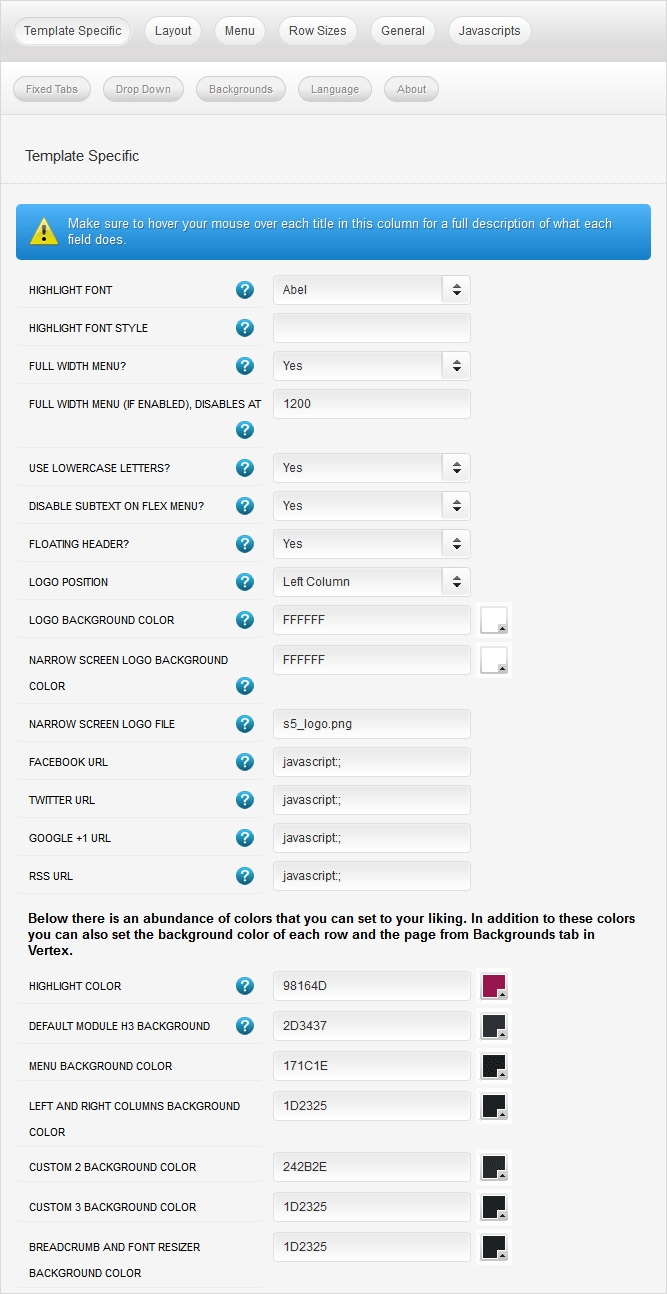 Template Specific
Layout
Menu
Row Sizes
General
Javascripts
Fixed Tabs
Drop Down
Backgrounds
Language
About
Template Specific
Make sure to hover your mouse over each title in this column for a full description of what each
field does.
HIGHLIGHT FONT ? Abel
HIGHLIGHT FONT STYLE ?
FULL WIDTH MENU? ? Yes
FULL WIDTH MENU (IF ENABLED), DISABLES AT 1200
?
USE LOWERCASE LETTERS? ? Yes
DISABLE SUBTEXT ON FLEX MENU? ? Yes
FLOATING HEADER? ? Yes
LOGO POSITION ? Left Column
LOGO BACKGROUND COLOR ? FFFFFF
NARROW SCREEN LOGO BACKGROUND FFFFFF
COLOR ?
NARROW SCREEN LOGO FILE ? s5_logo.png
FACEBOOK URL ? javascript:;
TWITTER URL ? javascript:;
GOOGLE +1 URL ? javascript:;
RSS URL ? javascript:;
Below there is an abundance of colors that you can set to your liking. In addition to these colors
you can also set the background color of each row and the page from Backgrounds tab in
Vertex.
HIGHLIGHT COLOR ? 98164D
DEFAULT MODULE H3 BACKGROUND ? 2D3437
MENU BACKGROUND COLOR 171C1E
LEFT AND RIGHT COLUMNS BACKGROUND 1D2325
COLOR
CUSTOM 2 BACKGROUND COLOR 242B2E
CUSTOM 3 BACKGROUND COLOR 1D2325
BREADCRUMB AND FONT RESIZER 1D2325
BACKGROUND COLOR